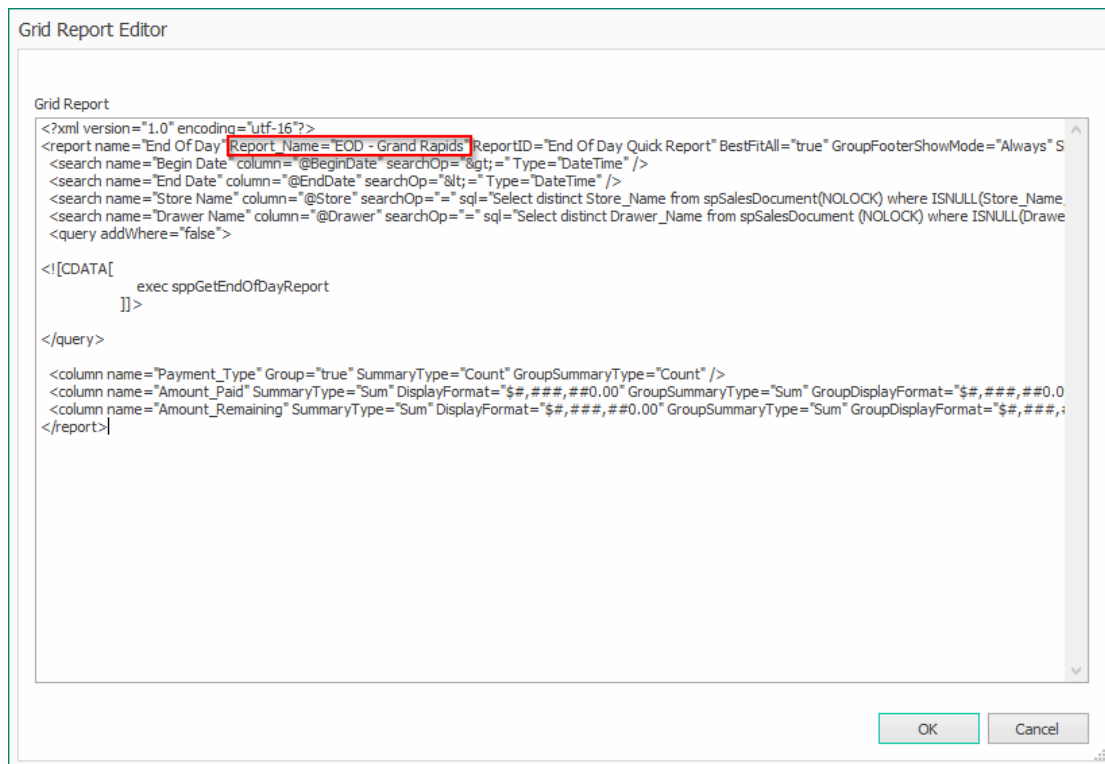 Grid Report Editor
Grid Report
<?xml version="1.0" encoding="utf-16"?>
<report name="End Of Day" Report_Name="EOD - Grand Rapids" ReportID="End Of Day Quick Report" BestFitAll="true" GroupFooterShowMode="Always" S
<search name="Begin Date" column="@BeginDate" searchOp="&gt;=" Type="DateTime" />
<search name="End Date" column="@EndDate" searchOp="&lt;=" Type="DateTime" />
<search name="Store Name" column="@Store" searchOp="=" sql="Select distinct Store_Name from spSalesDocument(NOLOCK) where ISNULL(Store_Name,
<search name="Drawer Name" column="@Drawer" searchOp="=" sql="Select distinct Drawer_Name from spSalesDocument (NOLOCK) where ISNULL(Drawe
<query addWhere="false">
<![CDATA[
exec sppGetEndOfDayReport
]]>
</query>
<column name="Payment_Type" Group="true" SummaryType="Count" GroupSummaryType="Count" />
<column name="Amount_Paid" SummaryType="Sum" DisplayFormat="$#,###,##0.00" GroupSummaryType="Sum" GroupDisplayFormat="$#,###,##0.0
<column name="Amount_Remaining" SummaryType="Sum" DisplayFormat="$#,###,##0.00" GroupSummaryType="Sum" GroupDisplayFormat="$#,###,
</report>
OK
Cancel